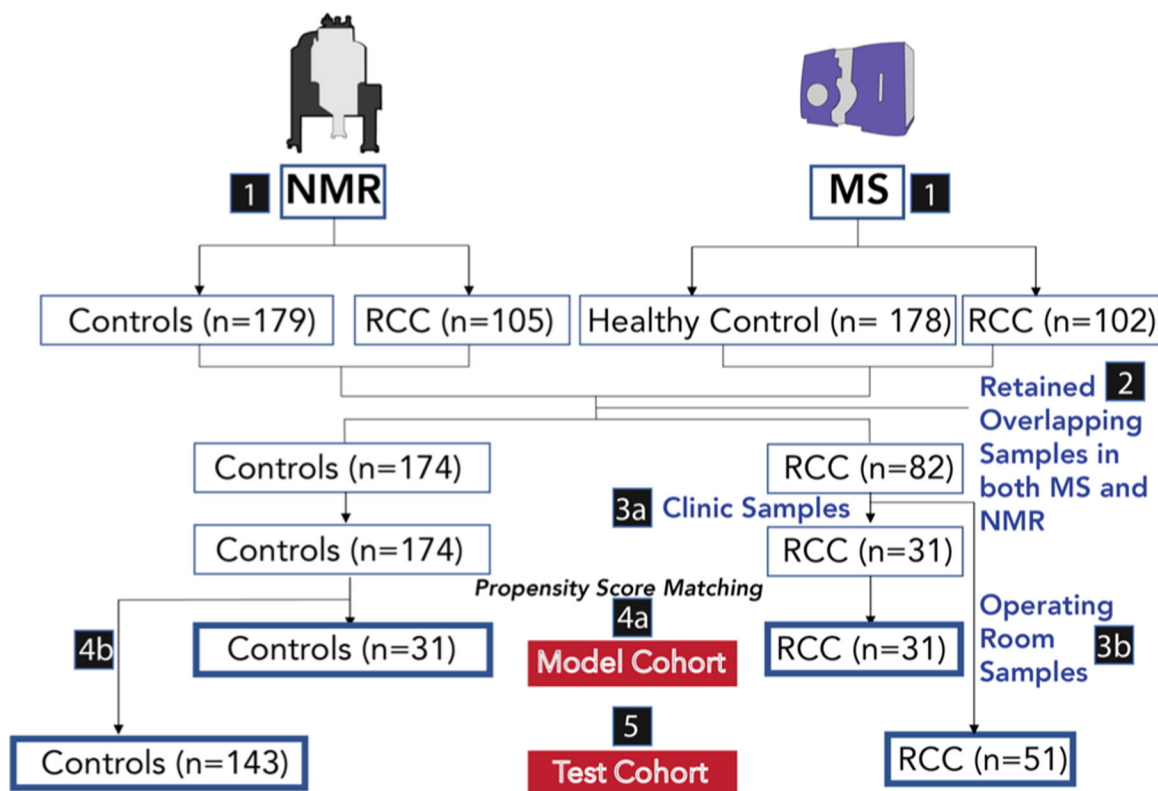 1 NMR
MS 1
Controls (n=179)
RCC (n=105)
Healthy Control (n= 178)
RCC (n=102)
Retained 2
Overlapping
Samples in
both MS and
NMR
Controls (n=174)
RCC (n=82)
3a Clinic Samples
Controls (n=174)
RCC (n=31)
Propensity Score Matching
4a
4b
Controls (n=31)
Model Cohort
RCC (n=31)
Operating
Room 3b
Samples
5
Controls (n=143)
Test Cohort
RCC (n=51)